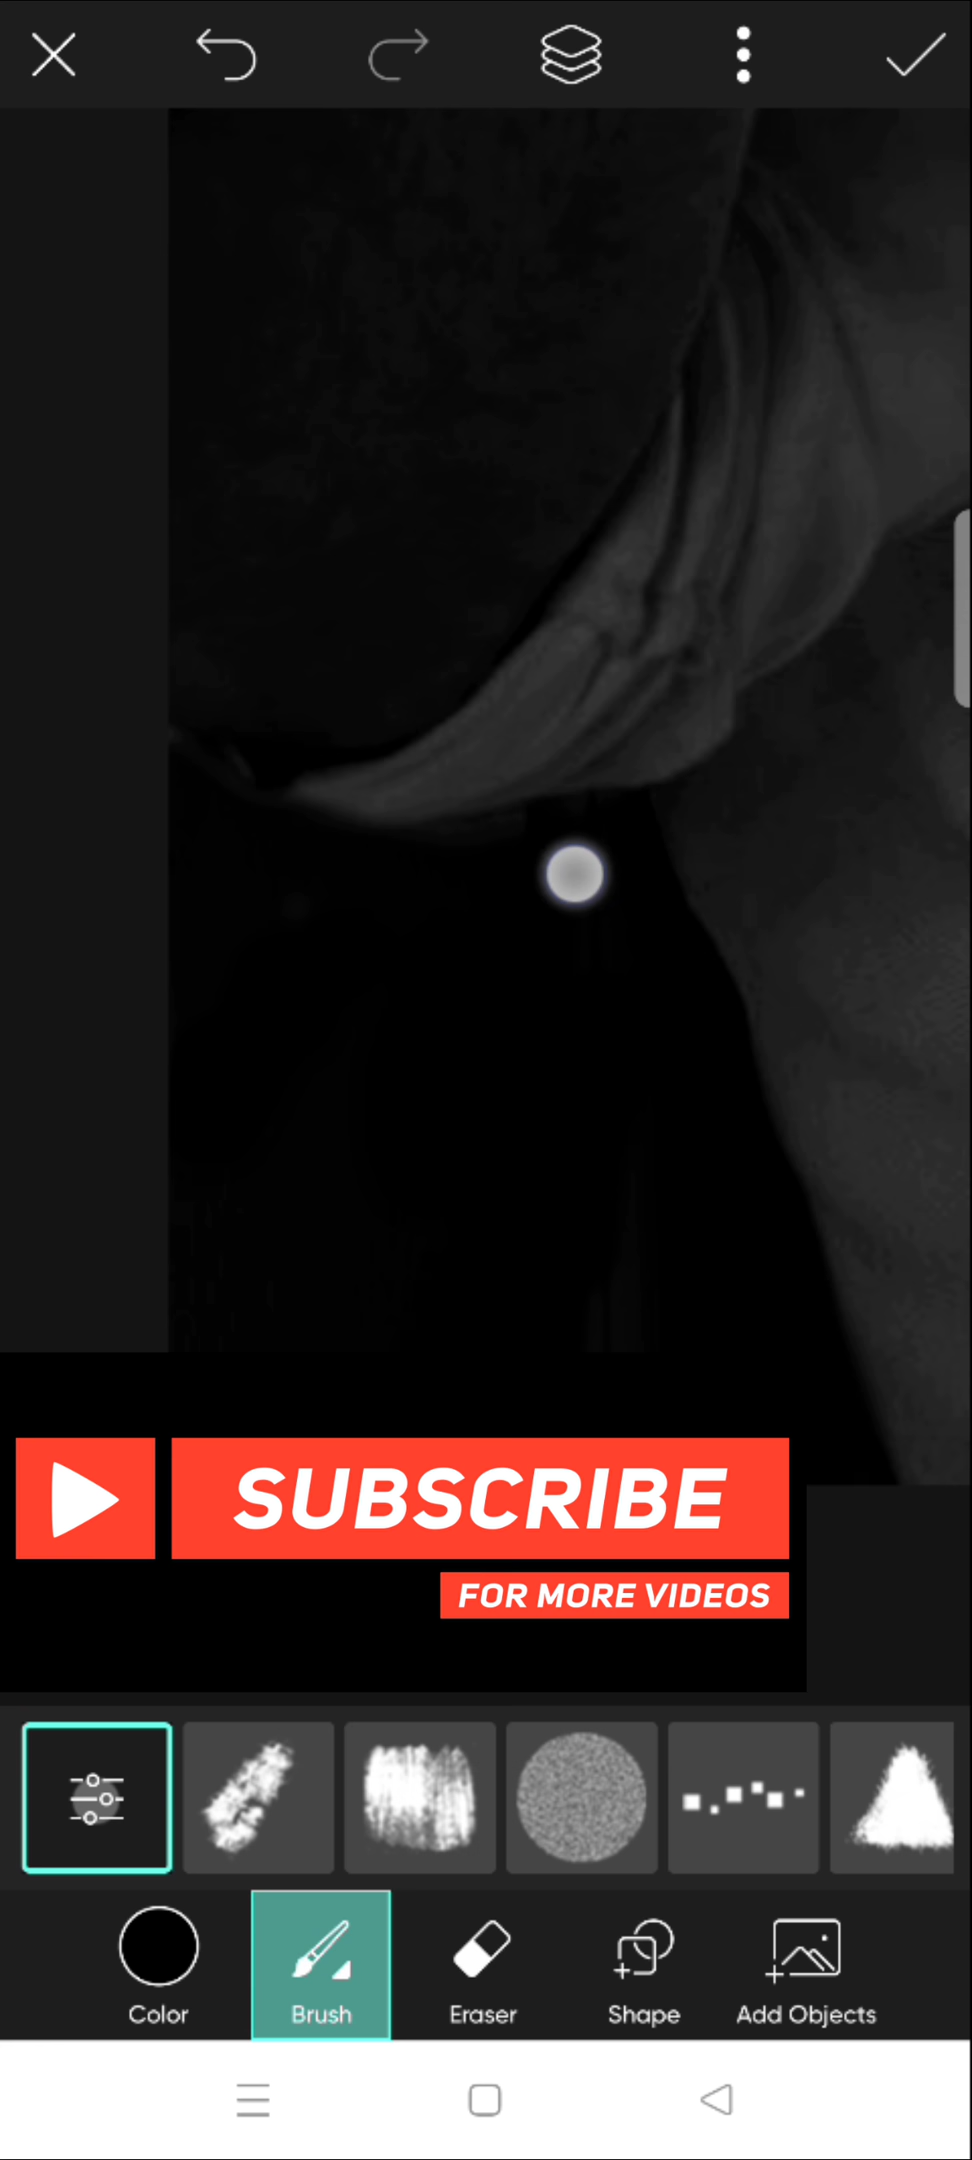 SUBSCRIBE
FOR MORE VIDEOS
Color
Brush
Eraser
Shape
Add Objects